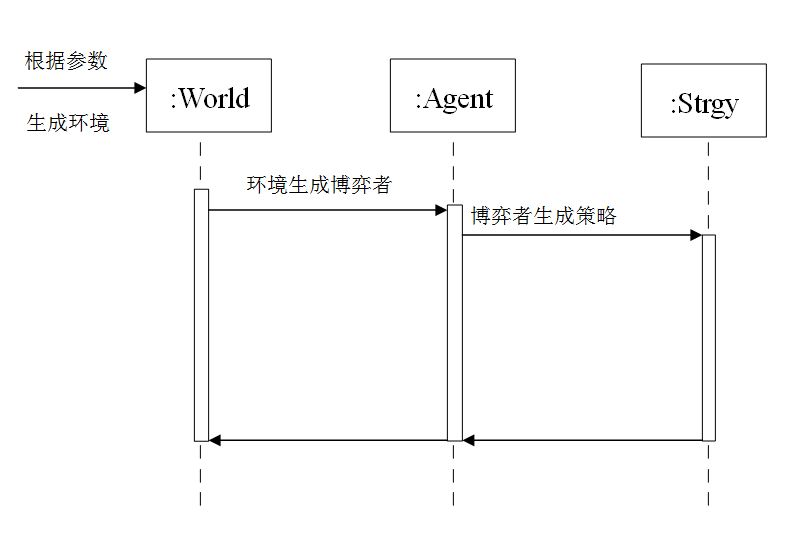 根据参数
生成环境
:World
:Agent
:Strgy
环境生成博弈者
博弈者生成策略